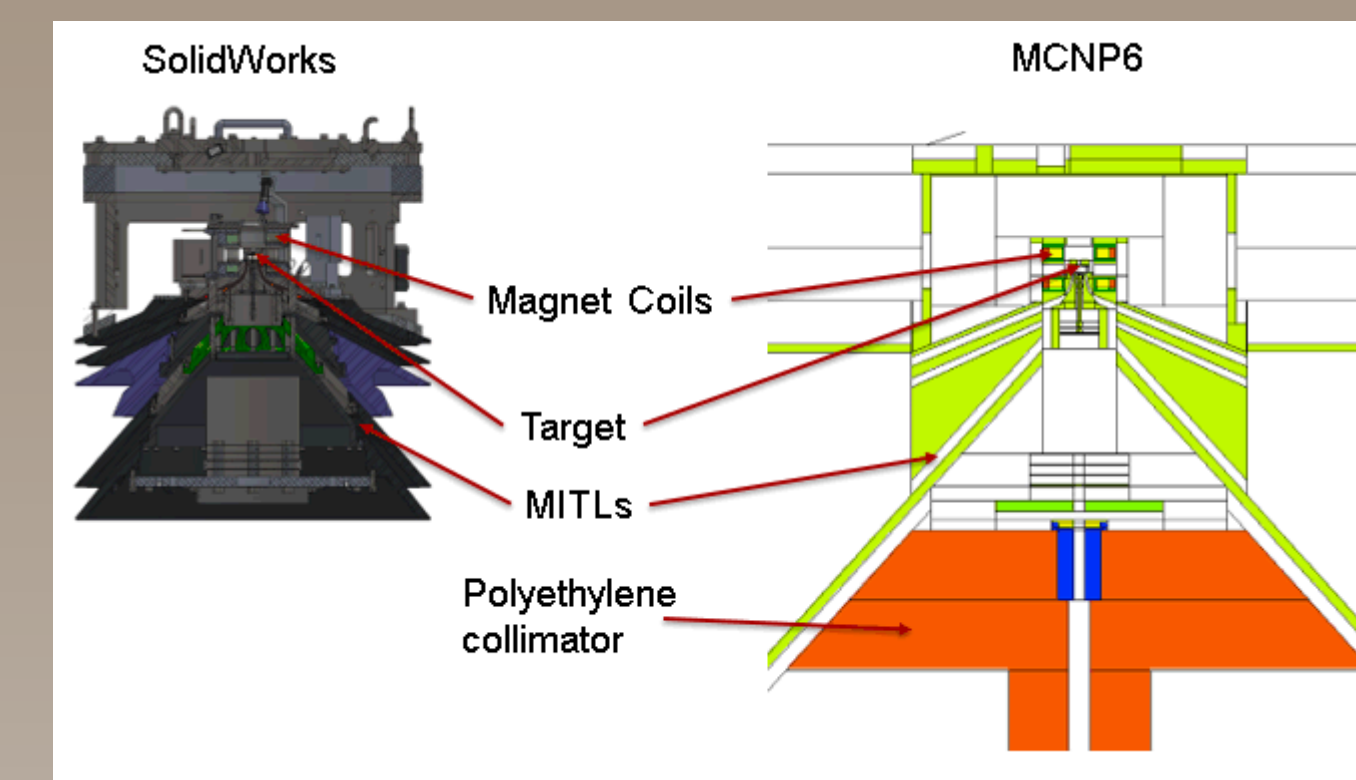 SolidWorks
MCNP6
Magnet Coils
Target
MITLs
Polyethylene
collimator